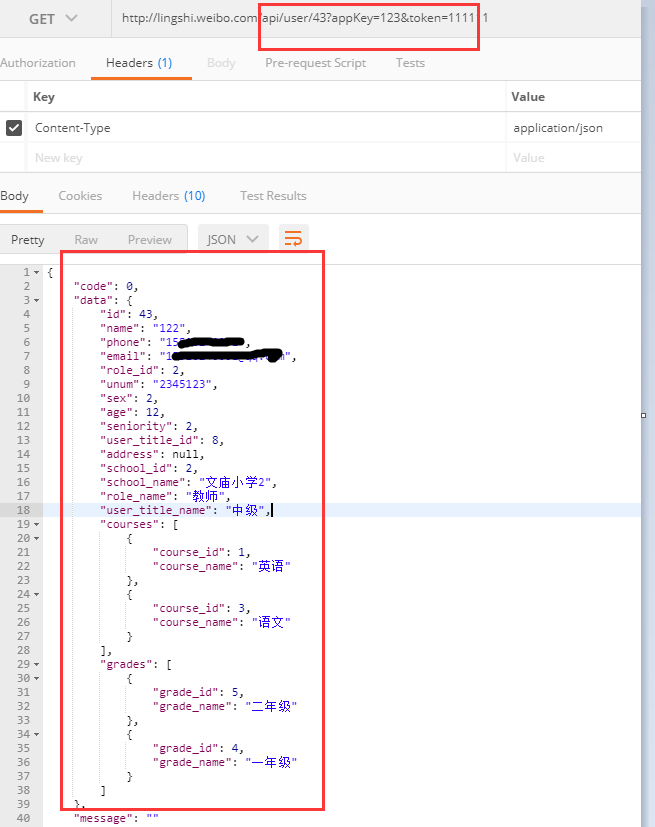 GET http://lingshi.weibo.com/api/user/43?appKey=123&token=111111
Authorization Headers (1) Body Pre-request Script Tests
Key Value
Content-Type application/json
New key Value
Body Cookies Headers (10) Test Results
Pretty Raw Preview JSON
1 {
2 "code": 0,
3 "data": {
4 "id": 43,
5 "name": "122",
6 "phone": "15 ",
7 "email": "1 ",
8 "role_id": 2,
9 "unum": "2345123",
10 "sex": 2,
11 "age": 12,
12 "seniority": 2,
13 "user_title_id": 8,
14 "address": null,
15 "school_id": 2,
16 "school_name": "文庙小学2",
17 "role_name": "教师",
18 "user_title_name": "中级",
19 "courses": [
20 {
21 "course_id": 1,
22 "course_name": "英语"
23 },
24 {
25 "course_id": 3,
26 "course_name": "语文"
27 }
28 ],
29 "grades": [
30 {
31 "grade_id": 5,
32 "grade_name": "二年级"
33 },
34 {
35 "grade_id": 4,
36 "grade_name": "一年级"
37 }
38 ]
39 },
40 "message": ""